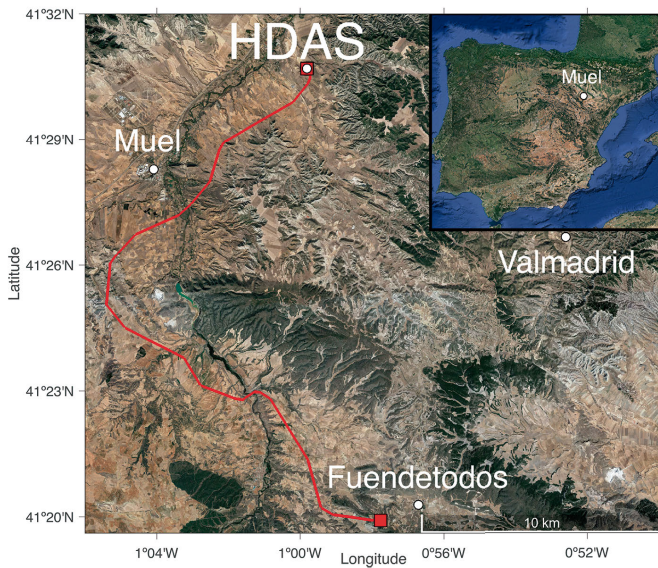 41°32'N
HDAS
Muel
41°29'N
Muel
Latitude
41°26'N
Valmadrid
41°23'N
Fuendetodos
41°20'N
10 km
1°04'W
1°00'W
0°56'W
0°52'W
Longitude